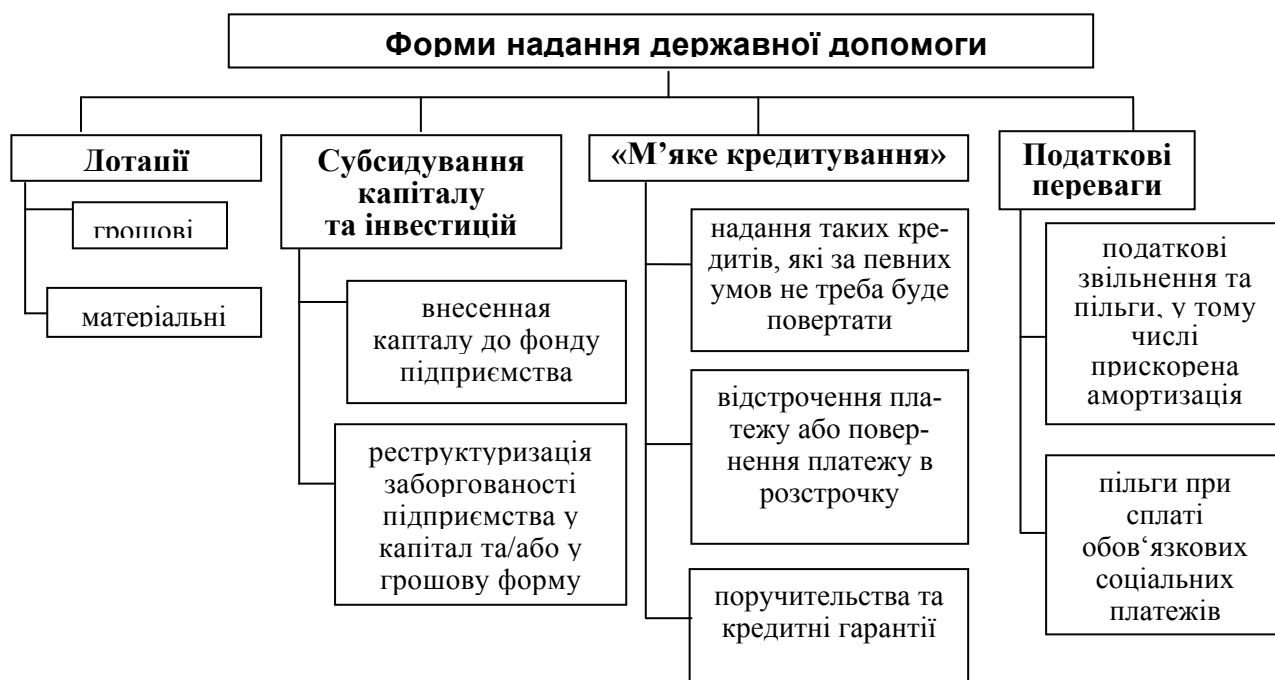 Форми надання державної допомоги
Дотації
грошові
матеріальні
Субсидування
капіталу
та інвестицій
внесенная
капталу до фонду
підприємства
реструктуризація
заборгованості
підприємства у
капітал та/або у
грошову форму
«М’яке кредитування»
надання таких кре-
дитів, які за певних
умов не треба буде
повертати
відстрочення пла-
тежу або повер-
нення платежу в
розстрочку
поручительства та
кредитні гарантії
Податкові
переваги
податкові
звільнення та
пільги, у тому
числі
прискорена
амортизація
пільги при
сплаті
обов‘язкових
соціальних
платежів